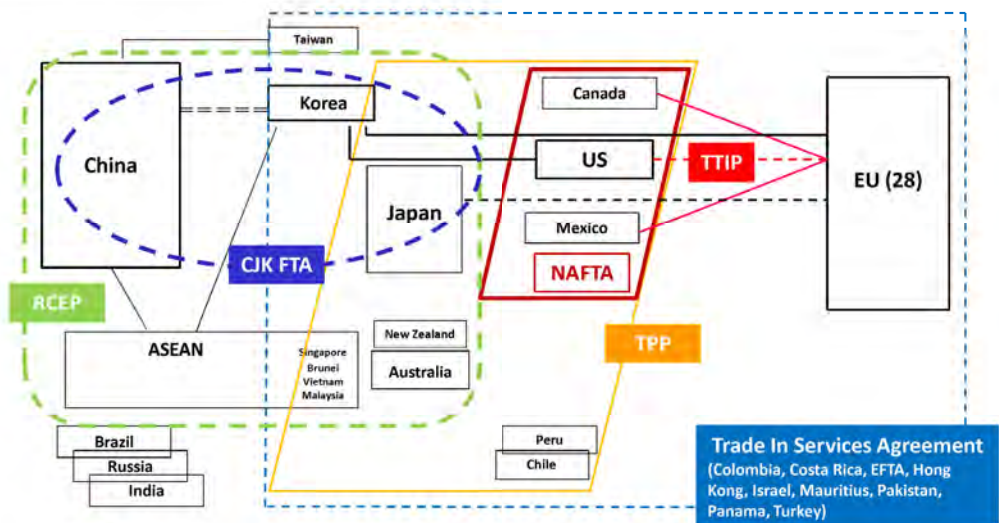 Taiwan
Korea
China
Japan
CJK FTA
RCEP
ASEAN
Singapore
Brunei
Vietnam
Malaysia
New Zealand
Australia
Brazil
Russia
India
Canada
US
TTIP
EU (28)
Mexico
NAFTA
TPP
Peru
Chile
Trade In Services Agreement
(Colombia, Costa Rica, EFTA, Hong
Kong, Israel, Mauritius, Pakistan,
Panama, Turkey)